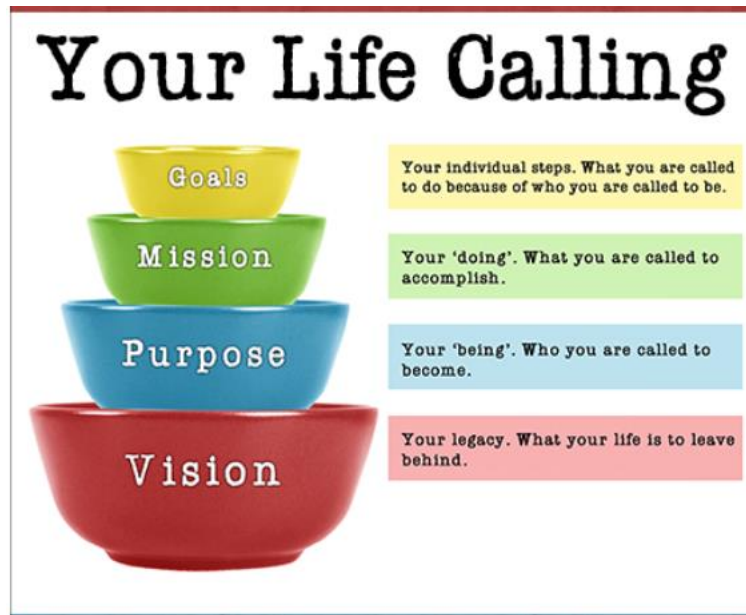 Your Life Calling
Goals
Your individual steps. What you are called
to do because of who you are called to be.
Mission
Your 'doing'. What you are called to
accomplish.
Purpose
Your 'being'. Who you are called to
become.
Vision
Your legacy. What your life is to leave
behind.